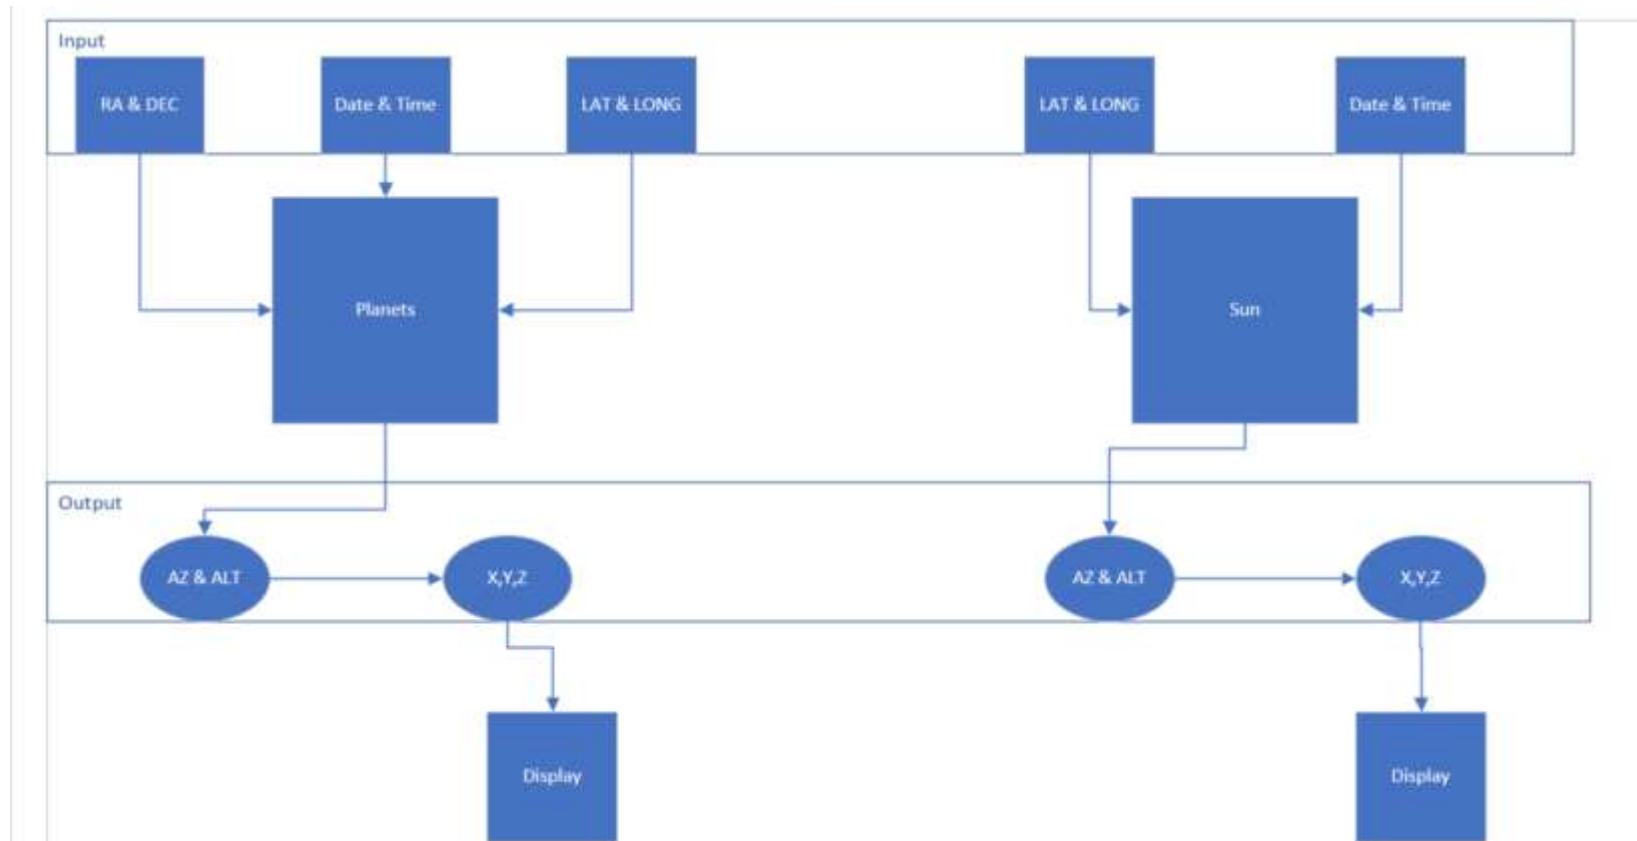 Input
RA & DEC
Date & Time
LAT & LONG
LAT & LONG
Date & Time
Planets
Sun
Output
AZ & ALT
X,Y,Z
AZ & ALT
X,Y,Z
Display
Display